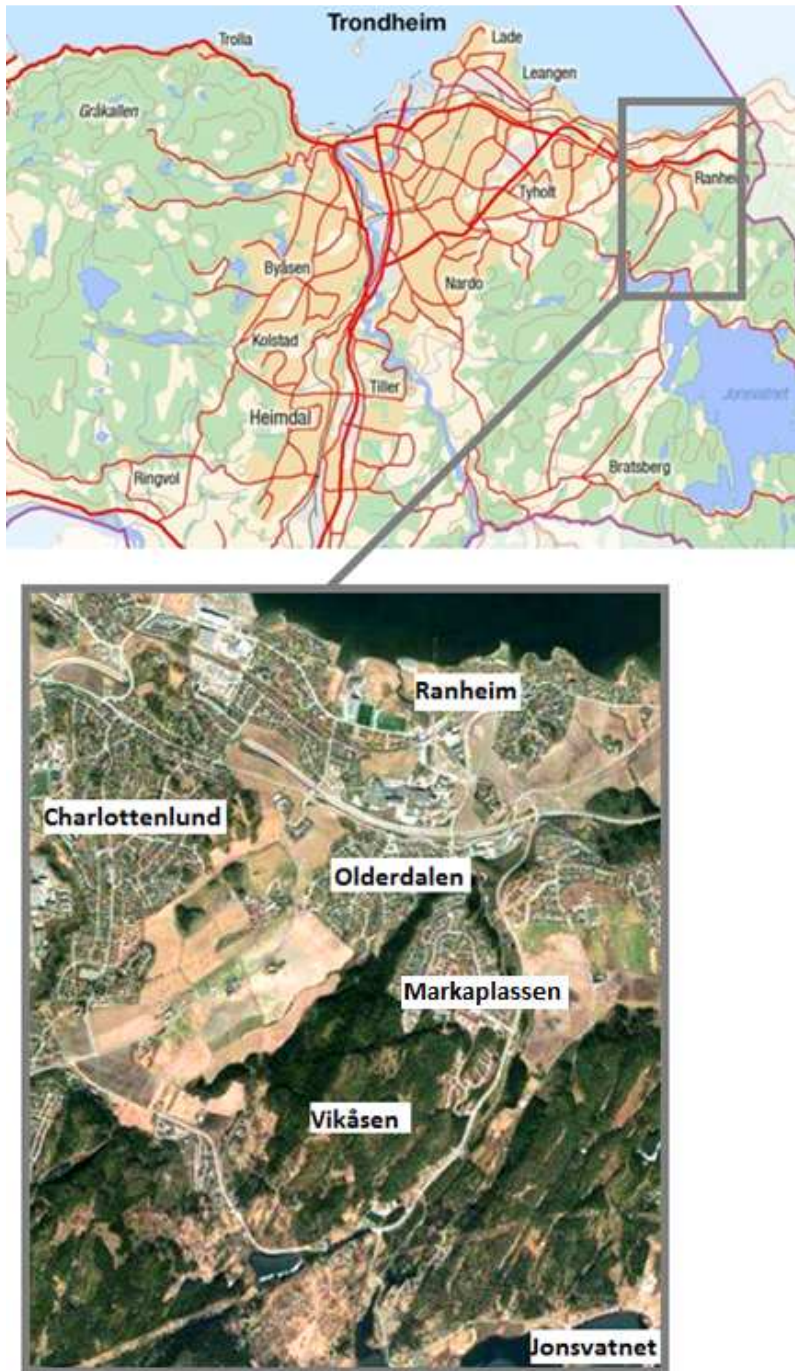 Trondheim
Trolla
Lade
Leangen
Gråkallen
Tyholt
Ranheim
Byåsen
Nardo
Kolstad
Tiller
Jonsvatnet
Heimdal
Bratsberg
Ringvol
Ranheim
Charlottenlund
Olderdalen
Markaplassen
Vikåsen
Jonsvatnet